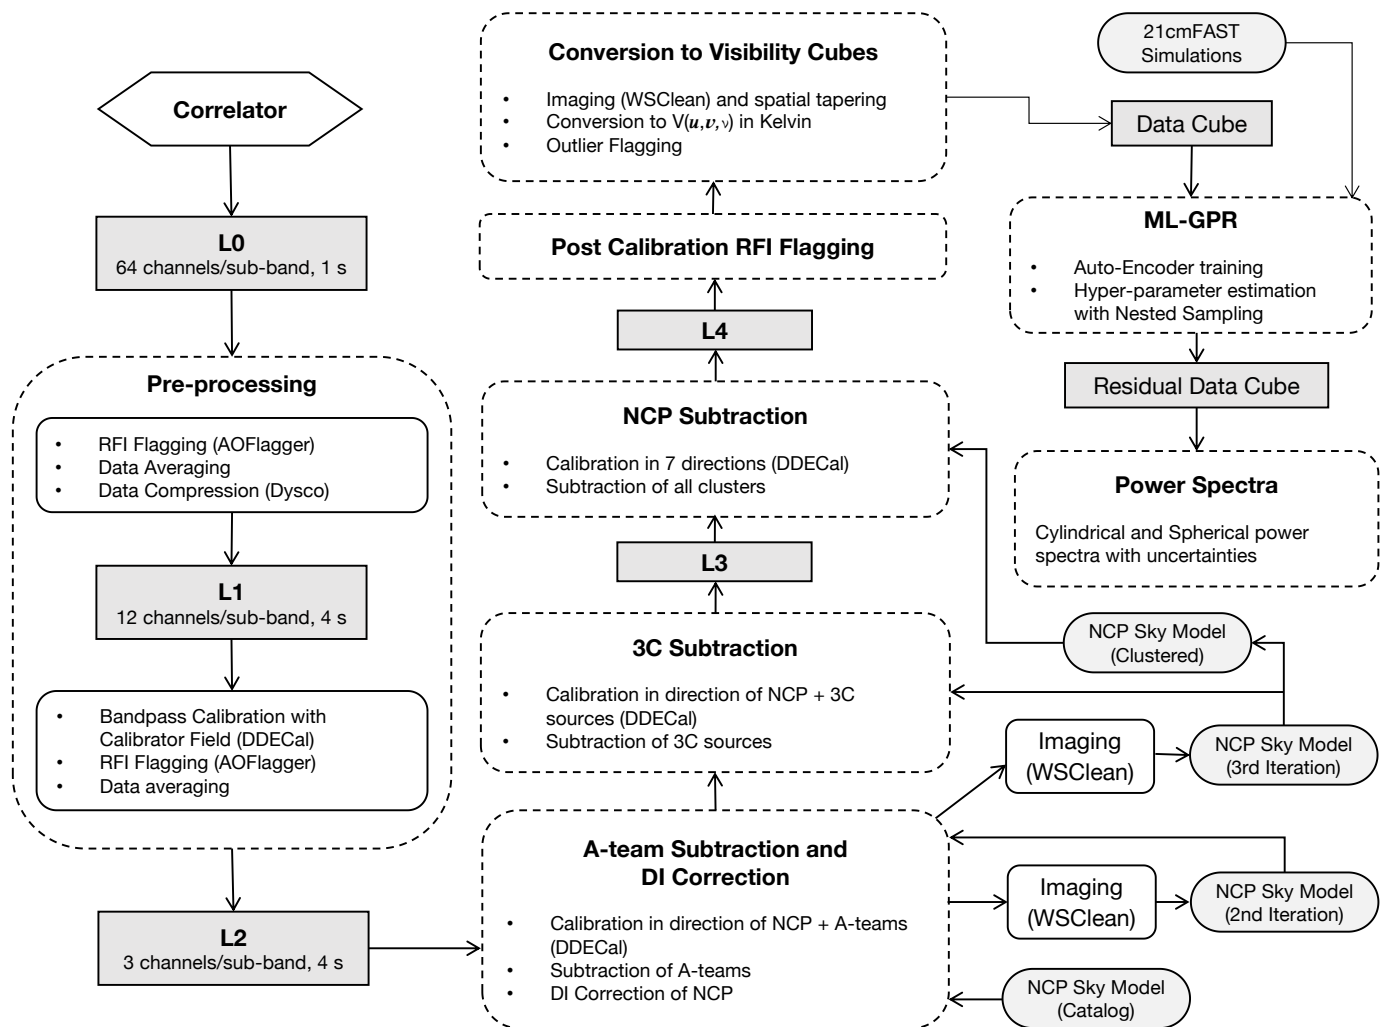 Correlator
L0
64 channels/sub-band, 1 s
Pre-processing
• RFI Flagging (AOFlagger)
• Data Averaging
• Data Compression (Dysco)
L1
12 channels/sub-band, 4 s
• Bandpass Calibration with
Calibrator Field (DDECal)
• RFI Flagging (AOFlagger)
• Data averaging
L2
3 channels/sub-band, 4 s
Conversion to Visibility Cubes
• Imaging (WSClean) and spatial tapering
• Conversion to V(u,v,ν) in Kelvin
• Outlier Flagging
Post Calibration RFI Flagging
L4
NCP Subtraction
• Calibration in 7 directions (DDECal)
• Subtraction of all clusters
L3
3C Subtraction
• Calibration in direction of NCP + 3C
sources (DDECal)
• Subtraction of 3C sources
A-team Subtraction and
DI Correction
• Calibration in direction of NCP + A-teams
(DDECal)
• Subtraction of A-teams
• DI Correction of NCP
21cmFAST
Simulations
Data Cube
ML-GPR
• Auto-Encoder training
• Hyper-parameter estimation
with Nested Sampling
Residual Data Cube
Power Spectra
Cylindrical and Spherical power
spectra with uncertainties
NCP Sky Model
(Clustered)
Imaging
(WSClean)
NCP Sky Model
(3rd Iteration)
Imaging
(WSClean)
NCP Sky Model
(2nd Iteration)
NCP Sky Model
(Catalog)